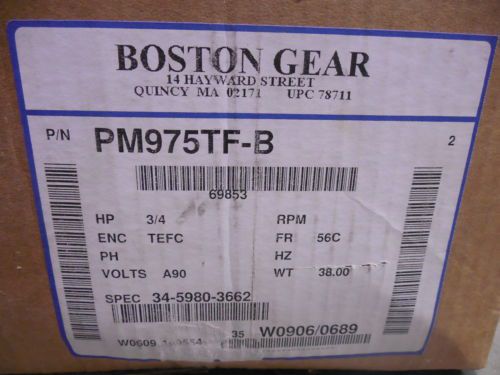 BOSTON GEAR
14 HAYWARD STREET
QUINCY MA 02171 UPC 78711
P/N PM975TF-B 2
69853
HP 3/4 RPM
ENC TEFC FR 56C
PH HZ
VOLTS A90 WT 38.00
SPEC 34-5980-3662
35 W0906/0689
W0609